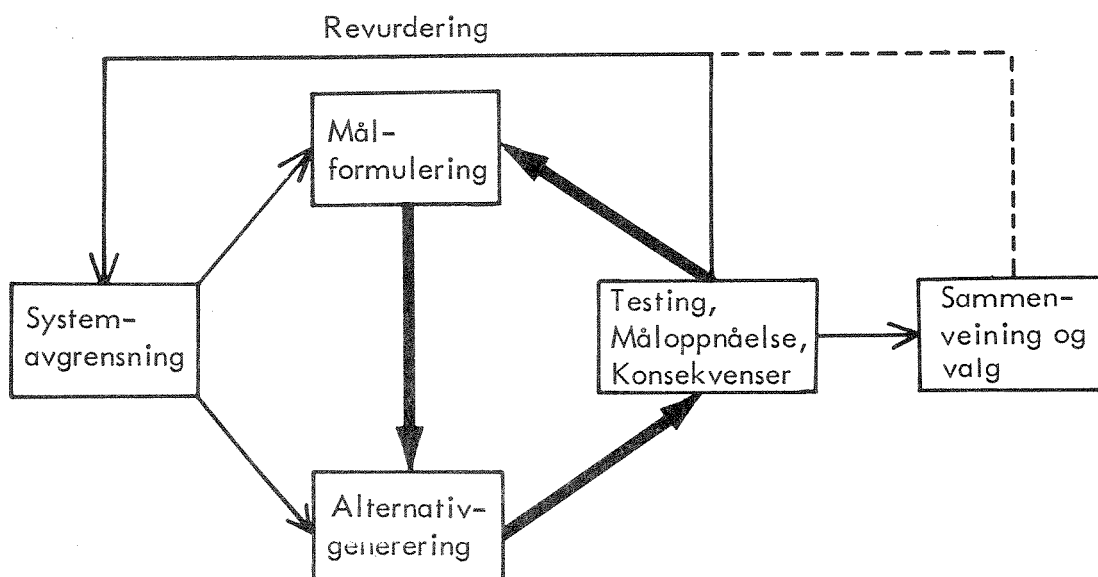 Revurdering
Mål-
formulering
System-
avgrensning
Testing,
Måloppnåelse,
Konsekvenser
Sammen-
veining og
valg
Alternativ-
generering